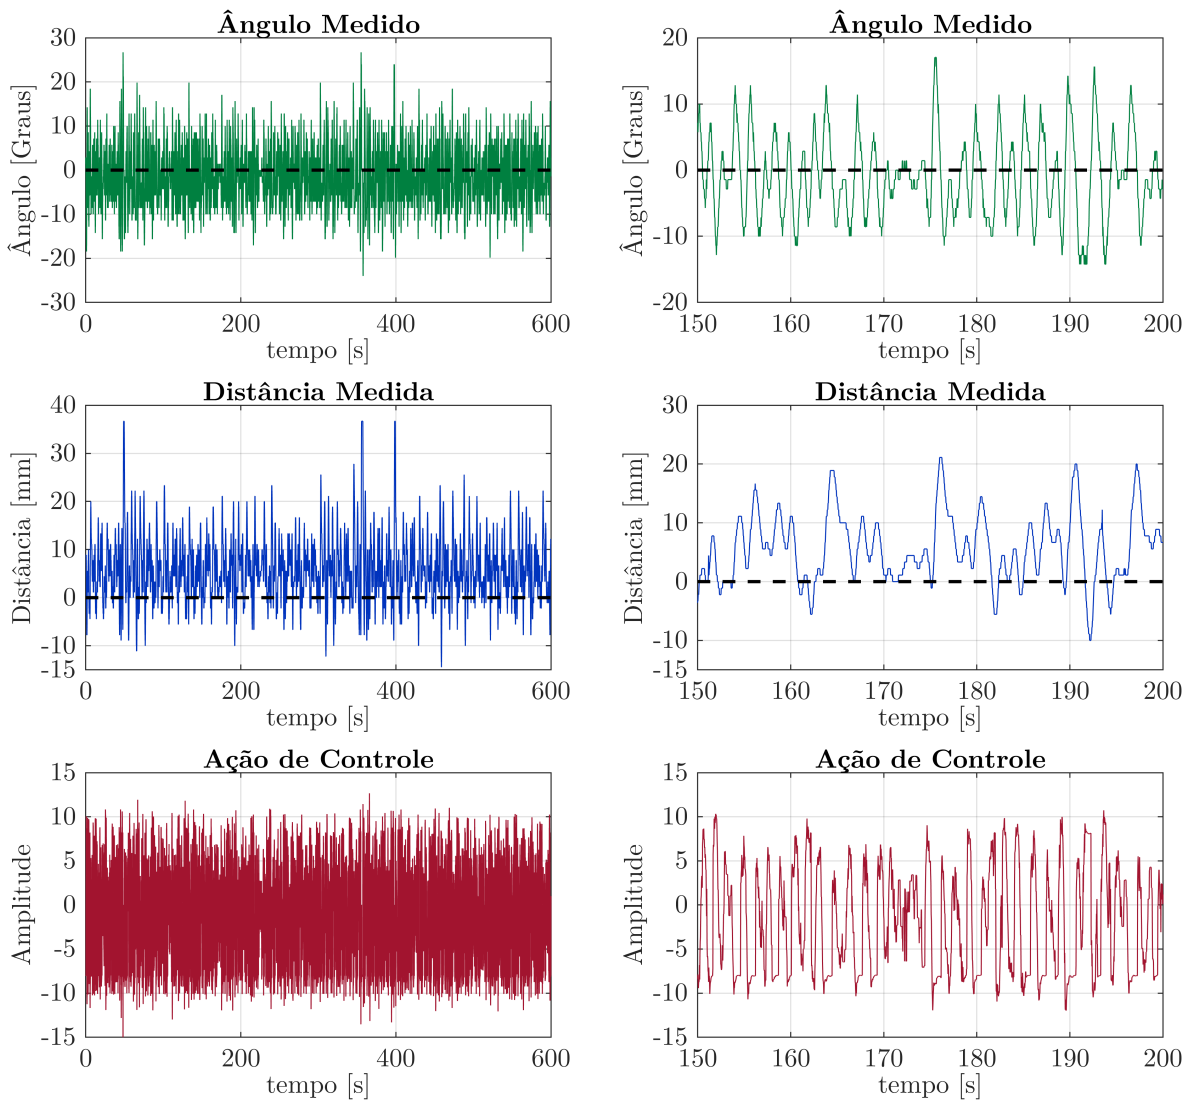 Ângulo Medido
Ângulo [Graus]
30
20
10
0
-10
-20
-30
0 200 400 600
tempo [s]
Ângulo Medido
Ângulo [Graus]
20
10
0
-10
-20
150 160 170 180 190 200
tempo [s]
Distância Medida
Distância [mm]
40
30
20
10
0
-10
-15
0 200 400 600
tempo [s]
Distância Medida
Distância [mm]
30
20
10
0
-10
-15
150 160 170 180 190 200
tempo [s]
Ação de Controle
Amplitude
15
10
5
0
-5
-10
-15
0 200 400 600
tempo [s]
Ação de Controle
Amplitude
15
10
5
0
-5
-10
-15
150 160 170 180 190 200
tempo [s]